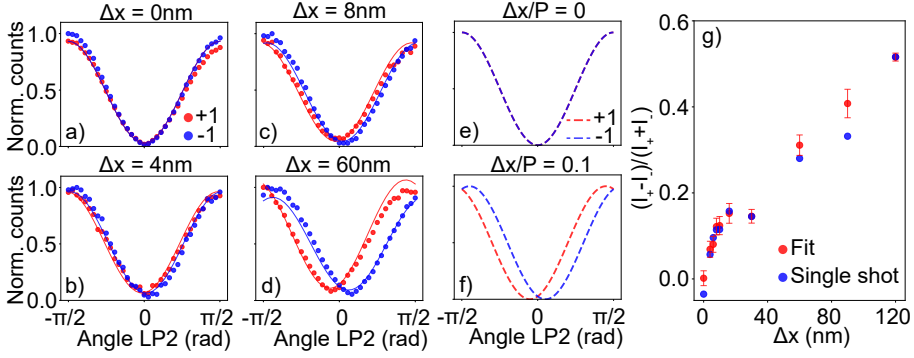 Δx = 0nm
Δx = 8nm
Δx/P = 0
g)
Norm. counts
1.0
0.5
0.0
a)
+1
-1
c)
e)
+1
-1
Δx = 4nm
Δx = 60nm
Δx/P = 0.1
Norm. counts
1.0
0.5
0.0
b)
d)
f)
-π/2
0
π/2
Angle LP2 (rad)
-π/2
0
π/2
Angle LP2 (rad)
-π/2
0
π/2
Angle LP2 (rad)
(I₊-I₋)/(I₊+I₋)
0.6
0.4
0.2
0.0
Fit
Single shot
0
40
80
120
Δx (nm)